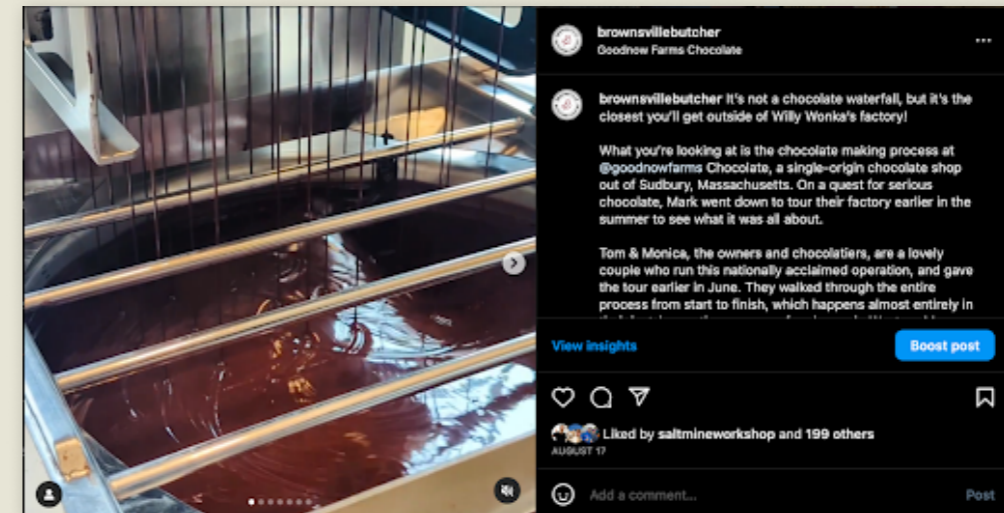 brownsvillebutcher
Goodnow Farms Chocolate
brownsvillebutcher It's not a chocolate waterfall, but it's the
closest you'll get outside of Willy Wonka's factory!
What you're looking at is the chocolate making process at
@goodnowfarms Chocolate, a single-origin chocolate shop
out of Sudbury, Massachusetts. On a quest for serious
chocolate, Mark went down to tour their factory earlier in the
summer to see what it was all about.
Tom & Monica, the owners and chocolatiers, are a lovely
couple who run this nationally acclaimed operation, and gave
the tour earlier in June. They walked through the entire
process from start to finish, which happens almost entirely in
View insights
Boost post
Liked by saltmineworkshop and 199 others
AUGUST 17
Add a comment...
Post